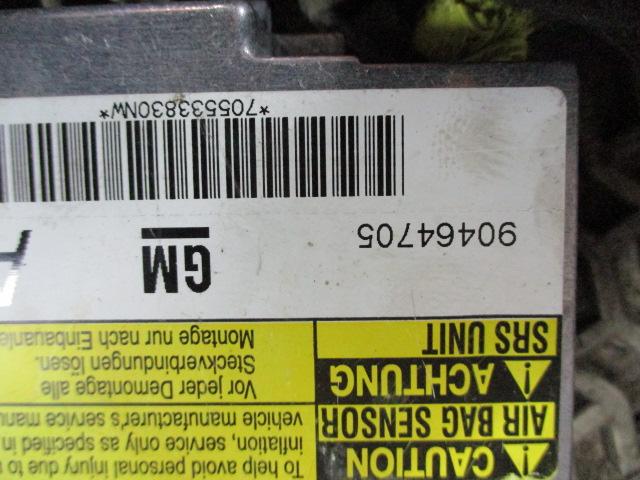 CAUTION
AIR BAG SENSOR
To help avoid personal injury due to
inflation, service only as specified in
vehicle manufacturer's service
ACHTUNG
SRS UNIT
Vor jeder Demontage alle
Steckverbindungen lösen.
Montage nur nach
90464705
GM
*705533830NW*